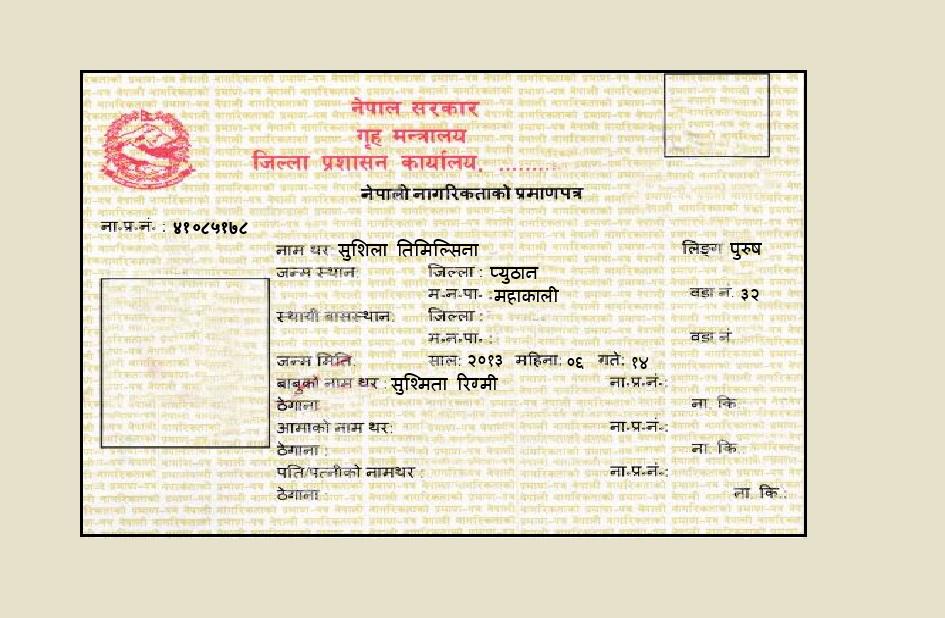 नेपाल सरकार
गृह मन्त्रालय
जिल्ला प्रशासन कार्यालय, .........
नेपाली नागरिकताको प्रमाणपत्र
ना.प्र.नं. : ४१०८५१७८
नाम थर: सुशिला तिमिल्सिना लिङ्ग: पुरुष
जन्म स्थान: जिल्ला : प्युठान
म.न.पा. :महाकाली वडा नं. ३२
स्थायी बासस्थान: जिल्ला :
म.न.पा. : वडा नं
जन्म मिति: साल: २०१३ महिना: ०६ गते: १४
बाबुको नाम थर : सुश्मिता रिग्मी ना.प्र.नं.:
ठेगाना ना. कि.
आमाको नाम थर: ना.प्र.नं.:
ठेगाना : ना. कि.
पति/पत्नीको नामथर : ना.प्र.नं.:
ठेगाना : ना. कि.: